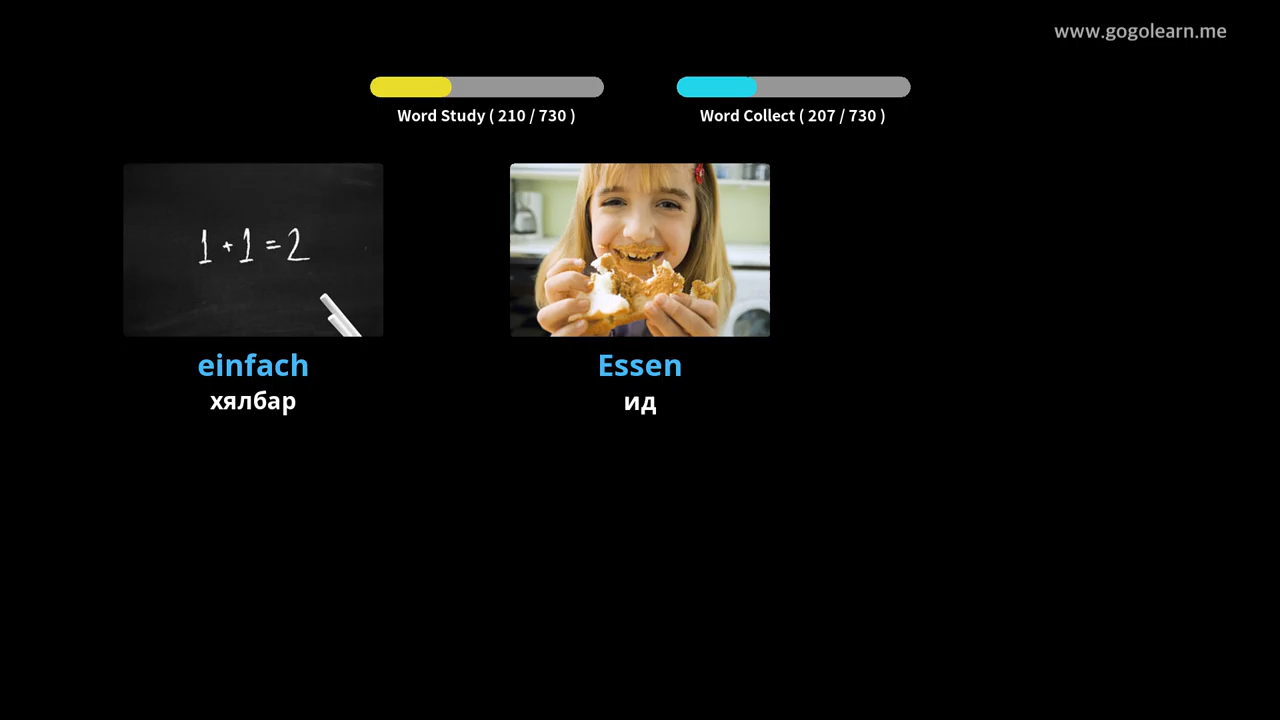 www.gogolearn.me
Word Study ( 210 / 730 )
Word Collect ( 207 / 730 )
1 + 1 = 2
einfach
хялбар
Essen
ид